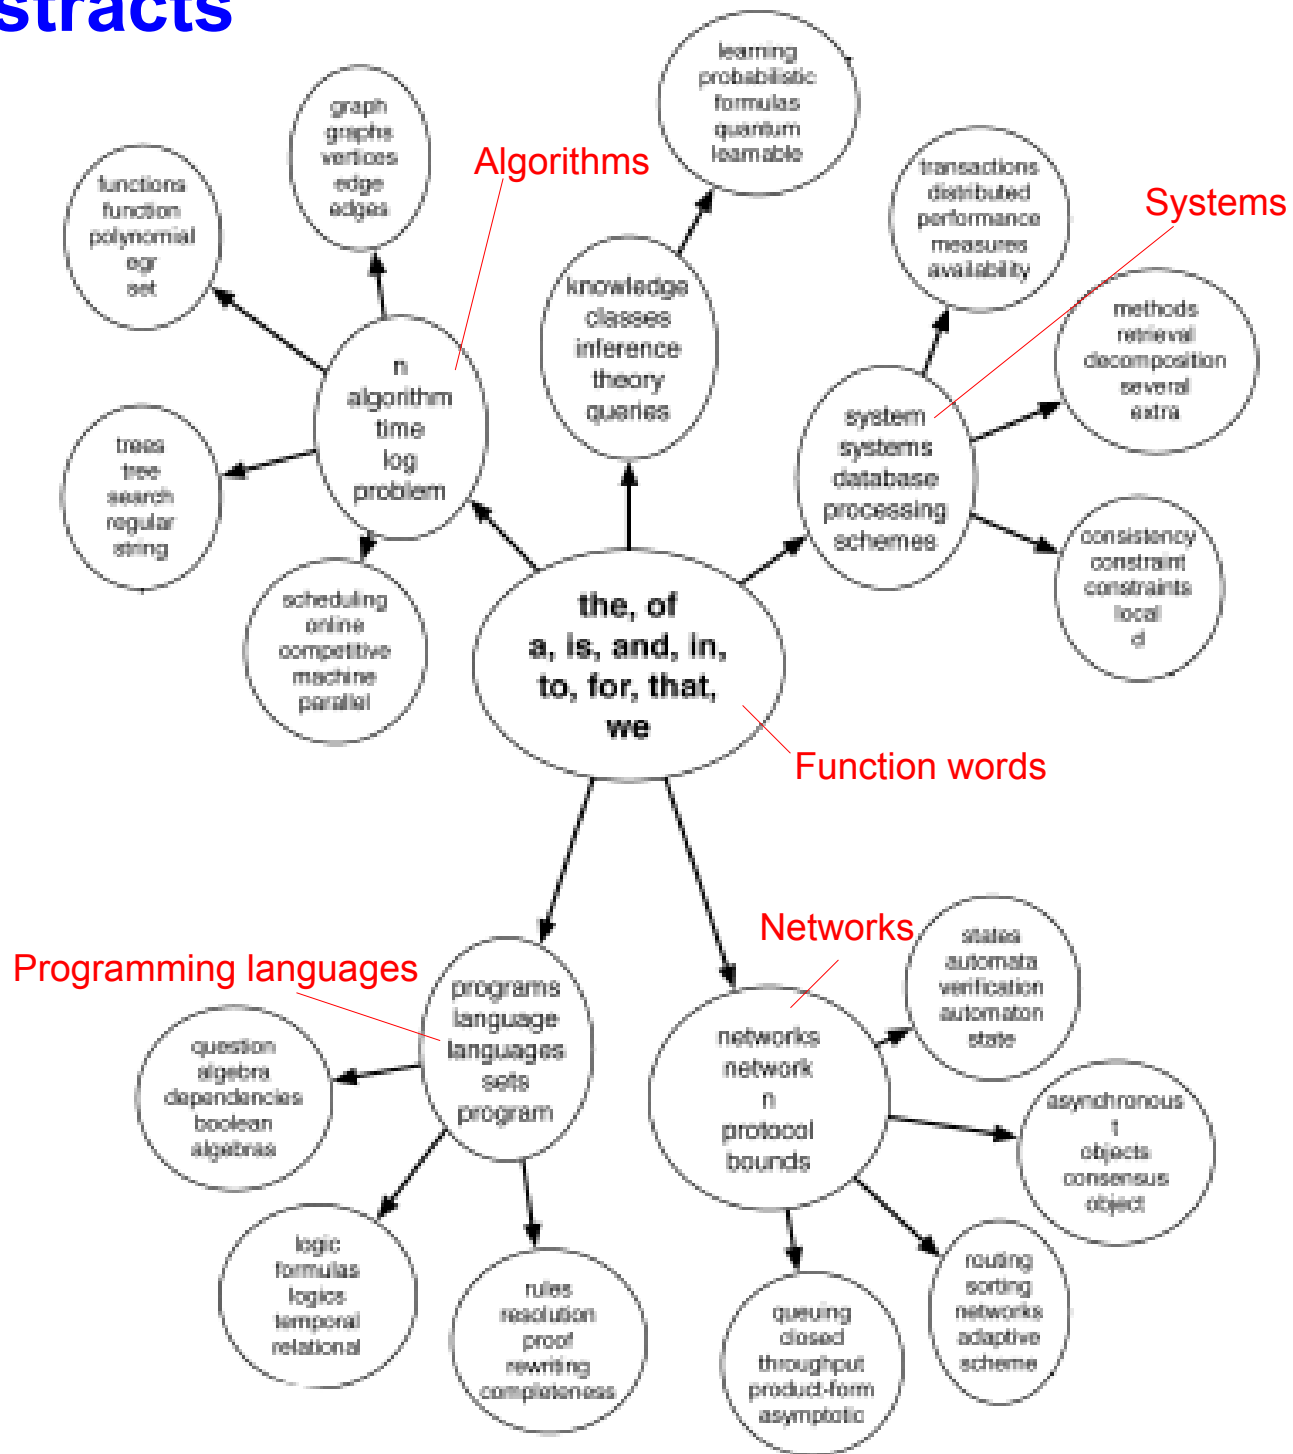 stracts
learning
probabilistic
formulas
quantum
learnable
graph
graphs
vertices
edge
edges
Algorithms
transactions
distributed
performance
measures
availability
Systems
functions
function
polynomial
egr
set
knowledge
classes
inference
theory
queries
methods
retrieval
decomposition
several
extra
n
algorithm
time
log
problem
system
systems
database
processing
schemes
trees
tree
search
regular
string
consistency
constraint
constraints
local
d
scheduling
online
competitive
machine
parallel
the, of
a, is, and, in,
to, for, that,
we
Function words
Networks
states
automata
verification
automaton
state
Programming languages
programs
language
languages
sets
program
networks
network
n
protocol
bounds
question
algebra
dependencies
boolean
algebras
asynchronous
t
objects
consensus
object
logic
formulas
logics
temporal
relational
rules
resolution
proof
rewriting
completeness
queuing
closed
throughput
product-form
asymptotic
routing
sorting
networks
adaptive
scheme